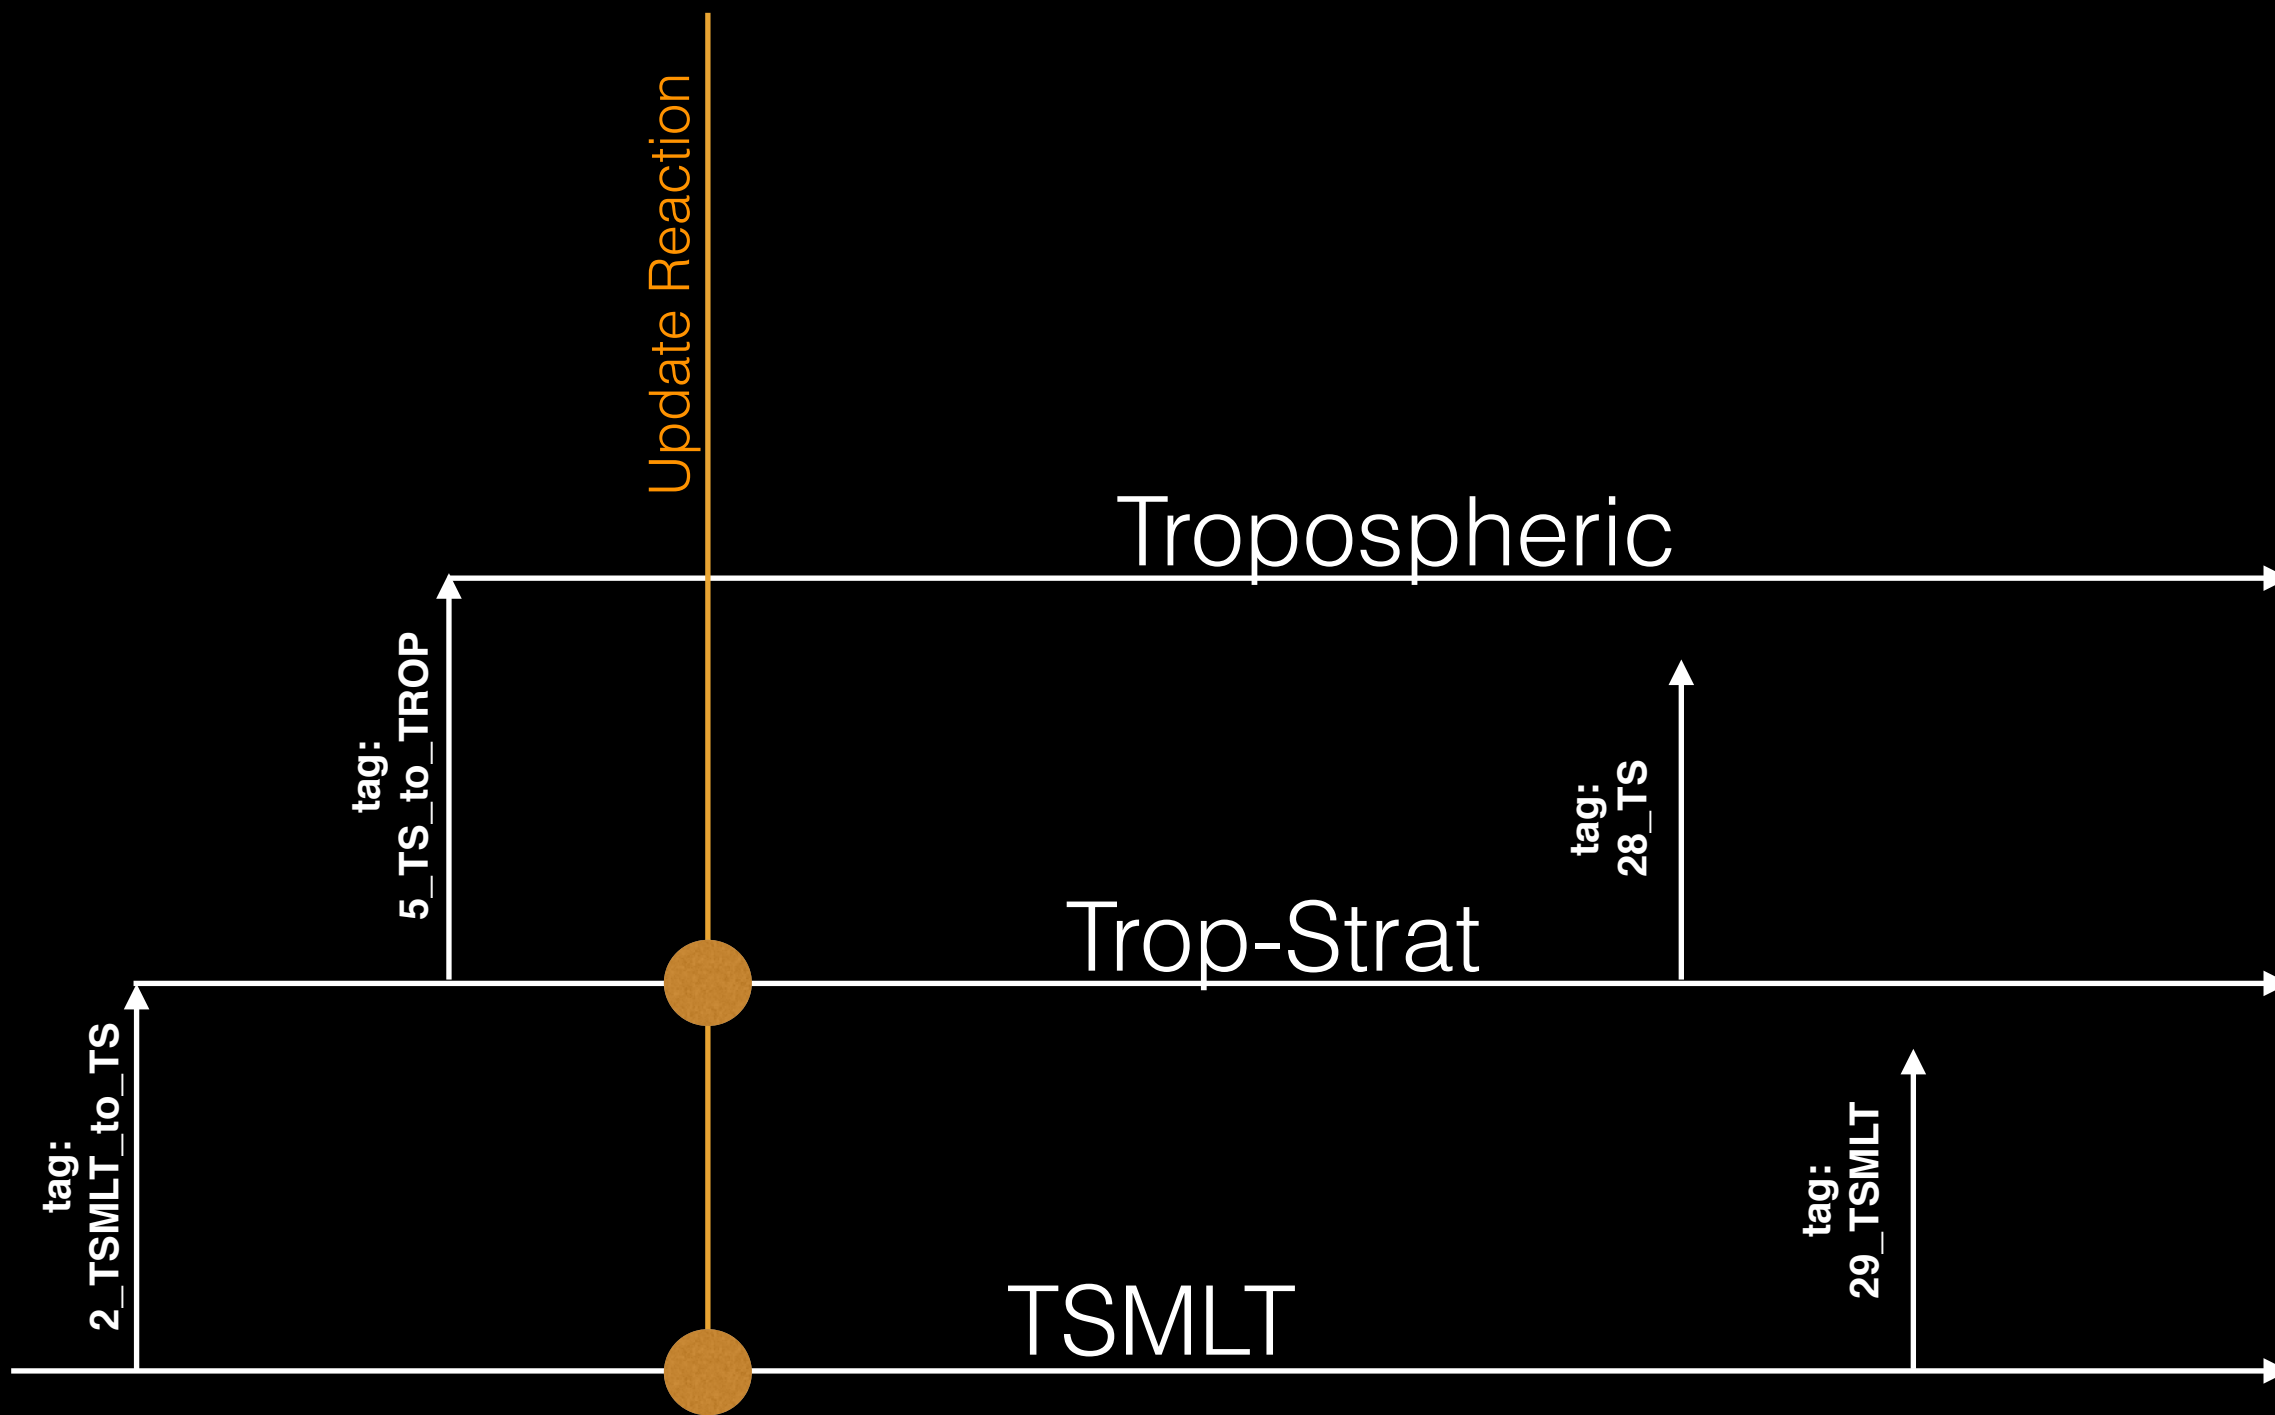 Update Reaction
Tropospheric
tag:
5_TS_to_TROP
tag:
28_TS
Trop-Strat
tag:
2_TSMLT_to_TS
tag:
29_TSMLT
TSMLT